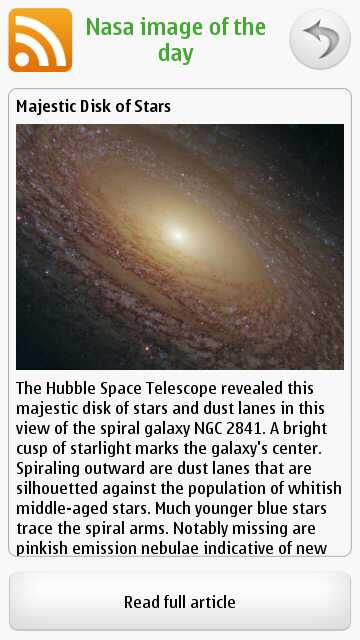 Nasa image of the
day
Majestic Disk of Stars
The Hubble Space Telescope revealed this
majestic disk of stars and dust lanes in this
view of the spiral galaxy NGC 2841. A bright
cusp of starlight marks the galaxy's center.
Spiraling outward are dust lanes that are
silhouetted against the population of whitish
middle-aged stars. Much younger blue stars
trace the spiral arms. Notably missing are
pinkish emission nebulae indicative of new
Read full article